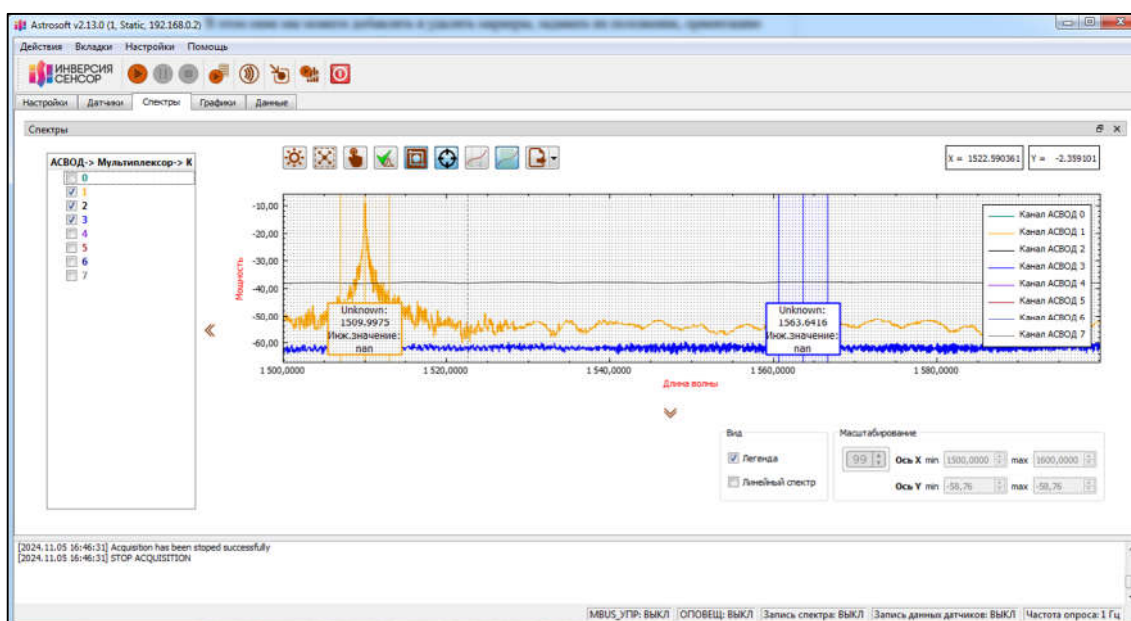 Astrosoft v2.13.0 (1, Static, 192.168.0.2)
Действия Вкладки Настройки Помощь
ИНВЕРСИЯ
СЕНСОР
Настройки Датчики Спектры Графики Данные
Спектры
АСВОД-> Мультиплексор-> К
0
1
2
3
4
5
6
7
X = 1522.590361 Y = -2.359101
Мощность
-10,00
-20,00
-30,00
-40,00
-50,00
-60,00
Unknown:
1509.9975
Инж.значение:
nan
Unknown:
1563.6416
Инж.значение:
nan
Канал АСВОД 0
Канал АСВОД 1
Канал АСВОД 2
Канал АСВОД 3
Канал АСВОД 4
Канал АСВОД 5
Канал АСВОД 6
Канал АСВОД 7
1 500,0000 1 520,0000 1 540,0000 1 560,0000 1 580,0000
Длина волны
Вид
Легенда
Линейный спектр
Масштабирование
99 Ось X min 1500,0000 max 1600,0000
Ось Y min -58,76 max -58,76
[2024.11.05 16:46:31] Acquisition has been stoped successfully
[2024.11.05 16:46:31] STOP ACQUISITION
MBUS_УПР: ВЫКЛ ОПОВЕЩ: ВЫКЛ Запись спектра: ВЫКЛ Запись данных датчиков: ВЫКЛ Частота опроса: 1 Гц